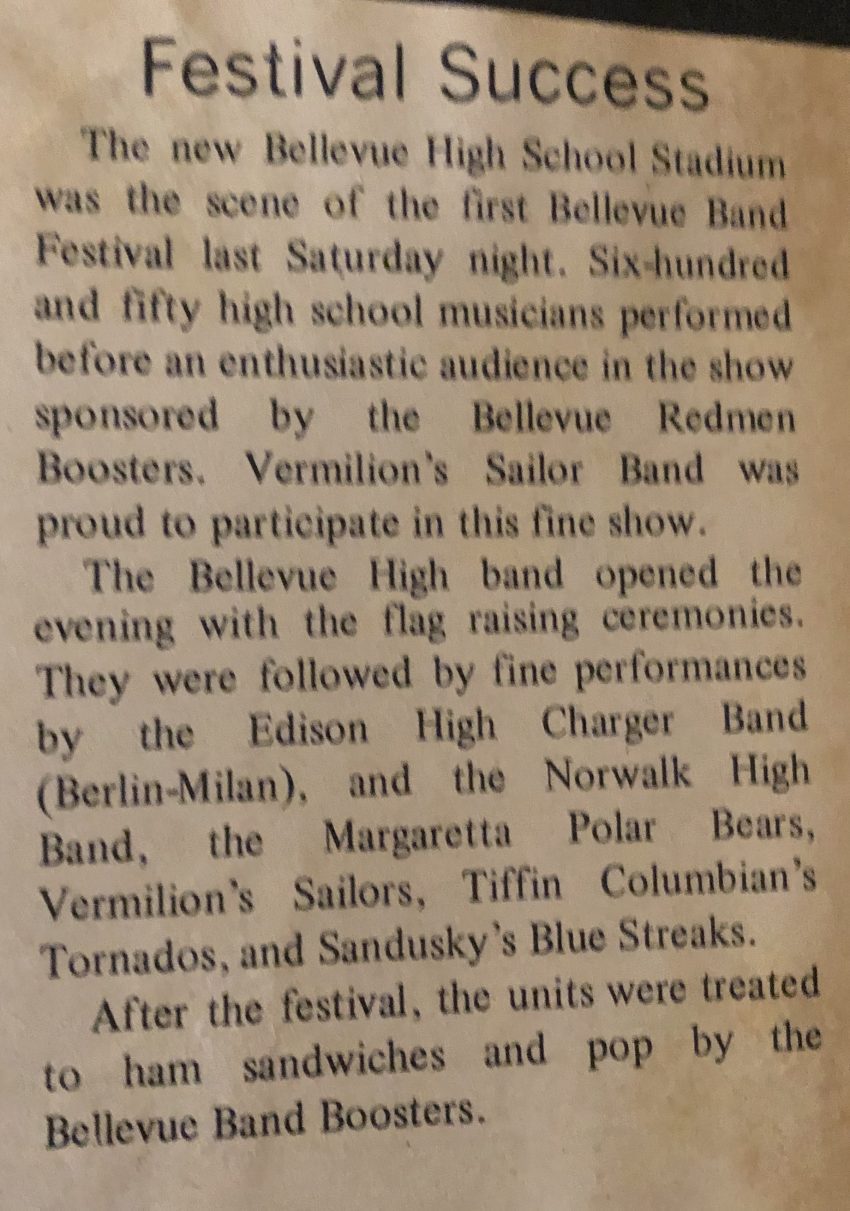 Festival Success
The new Bellevue High School Stadium
was the scene of the first Bellevue Band
Festival last Saturday night. Six-hundred
and fifty high school musicians performed
before an enthusiastic audience in the show
sponsored by the Bellevue Redmen
Boosters. Vermilion's Sailor Band was
proud to participate in this fine show.
The Bellevue High band opened the
evening with the flag raising ceremonies.
They were followed by fine performances
by the Edison High Charger Band
(Berlin-Milan), and the Norwalk High
Band, the Margaretta Polar Bears,
Vermilion's Sailors, Tiffin Columbian's
Tornados, and Sandusky's Blue Streaks.
After the festival, the units were treated
to ham sandwiches and pop by the
Bellevue Band Boosters.